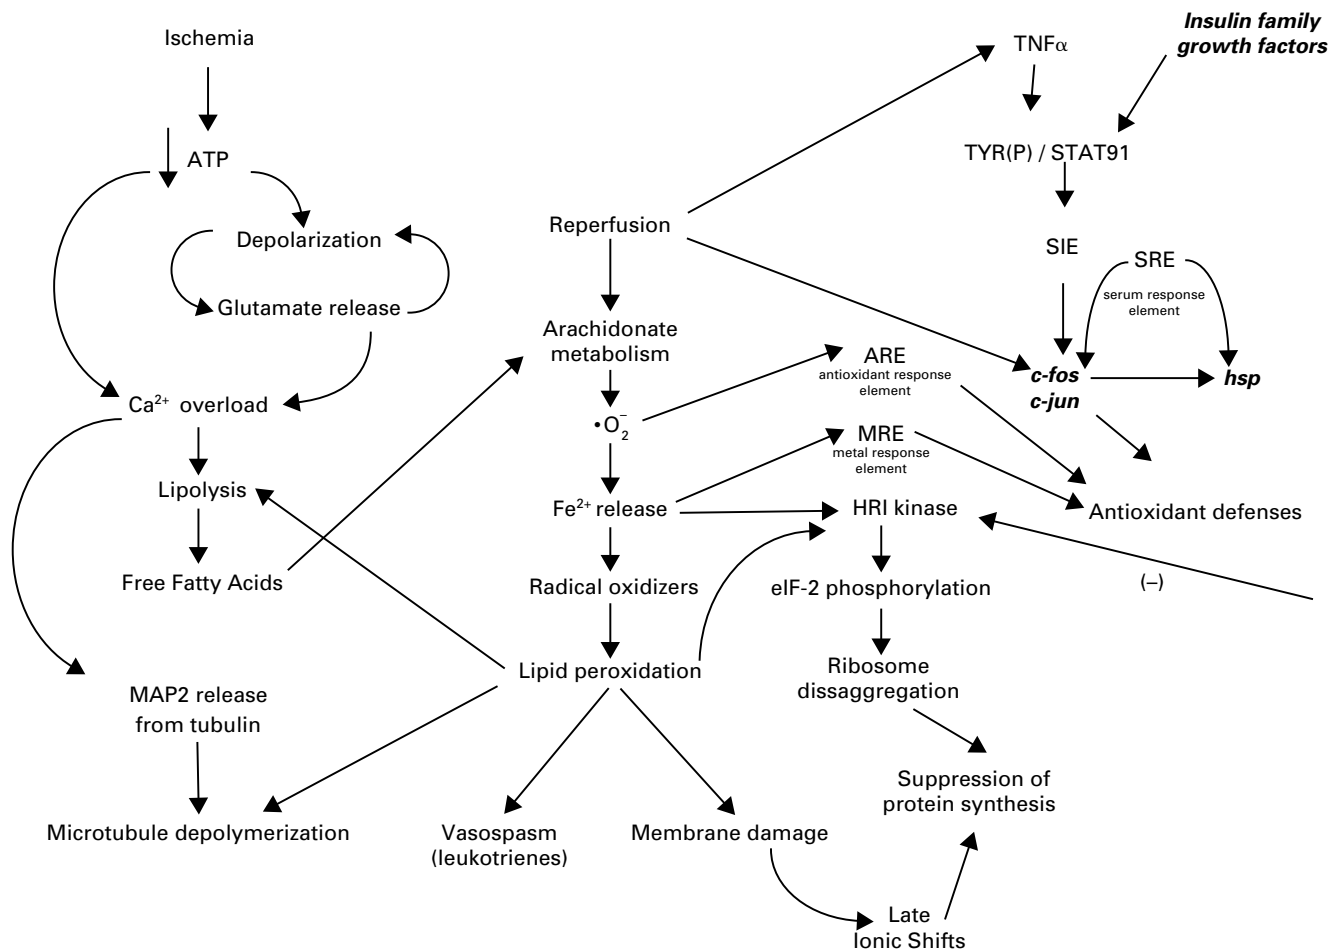 Ischemia
ATP
Depolarization
Glutamate release
Ca²⁺ overload
Lipolysis
Free Fatty Acids
MAP2 release
from tubulin
Microtubule depolymerization
Reperfusion
Arachidonate
metabolism
•O₂⁻
Fe²⁺ release
Radical oxidizers
Lipid peroxidation
Vasospasm
(leukotrienes)
Membrane damage
Late
Ionic Shifts
TNFα
Insulin family
growth factors
TYR(P) / STAT91
SIE
SRE
serum response
element
c-fos
c-jun
hsp
ARE
antioxidant response
element
MRE
metal response
element
HRI kinase
Antioxidant defenses
(–)
eIF-2 phosphorylation
Ribosome
dissaggregation
Suppression of
protein synthesis